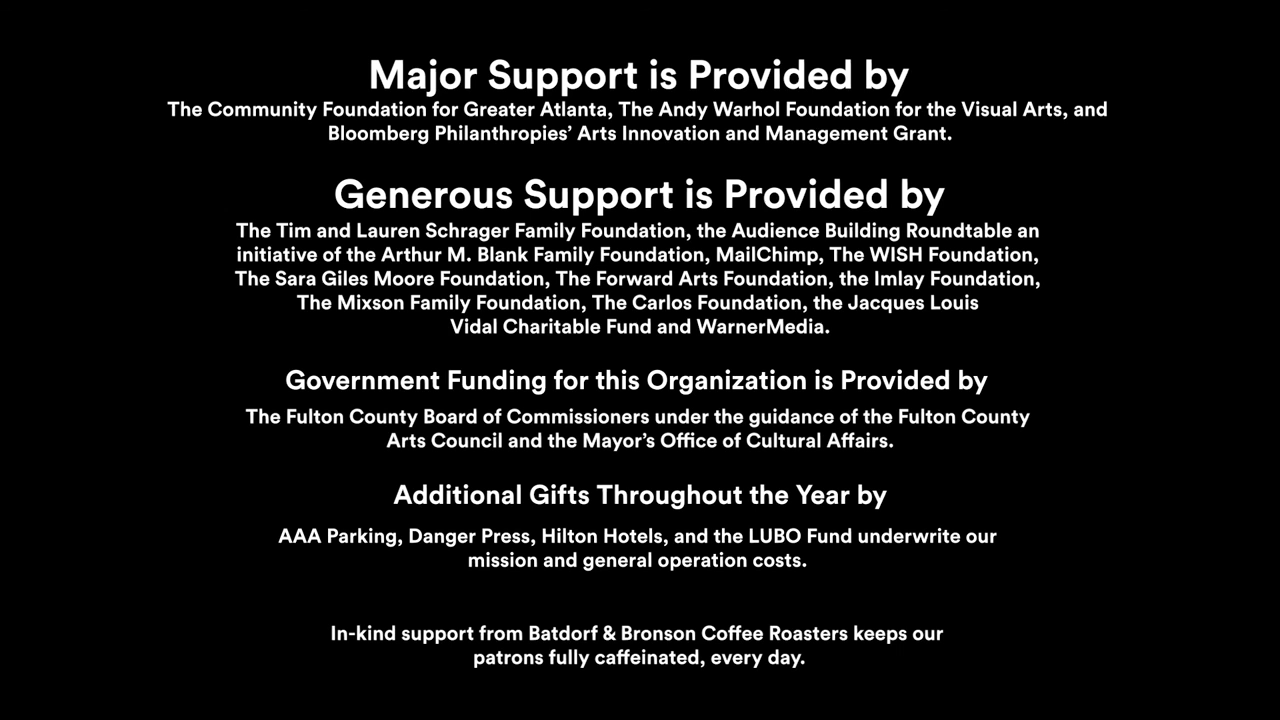 Major Support is Provided by
The Community Foundation for Greater Atlanta, The Andy Warhol Foundation for the Visual Arts, and
Bloomberg Philanthropies’ Arts Innovation and Management Grant.
Generous Support is Provided by
The Tim and Lauren Schrager Family Foundation, the Audience Building Roundtable an
initiative of the Arthur M. Blank Family Foundation, MailChimp, The WISH Foundation,
The Sara Giles Moore Foundation, The Forward Arts Foundation, the Imlay Foundation,
The Mixson Family Foundation, The Carlos Foundation, the Jacques Louis
Vidal Charitable Fund and WarnerMedia.
Government Funding for this Organization is Provided by
The Fulton County Board of Commissioners under the guidance of the Fulton County
Arts Council and the Mayor’s Office of Cultural Affairs.
Additional Gifts Throughout the Year by
AAA Parking, Danger Press, Hilton Hotels, and the LUBO Fund underwrite our
mission and general operation costs.
In-kind support from Batdorf & Bronson Coffee Roasters keeps our
patrons fully caffeinated, every day.